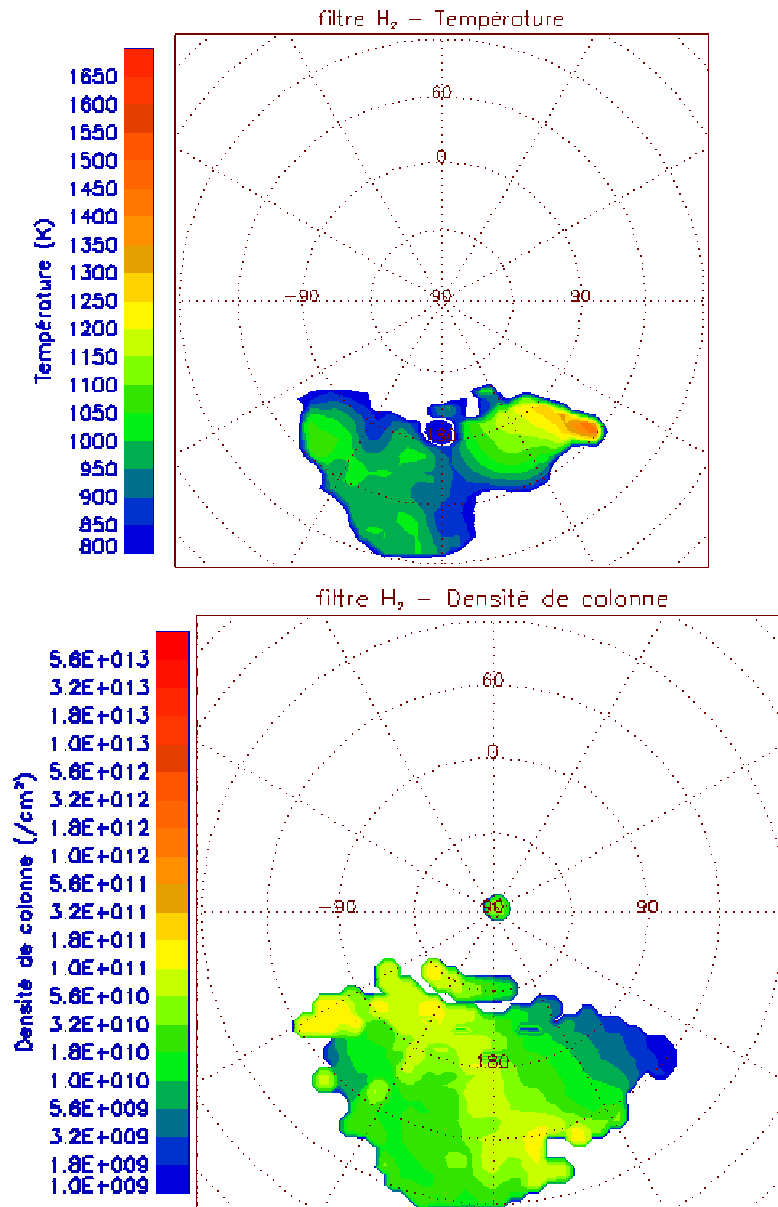 filtre H₂ − Température
1650
1600
1550
1500
1450
1400
1350
1300
1250
1200
1150
1100
1050
1000
950
900
850
800
Température (K)
60
0
−90
90
90
180
filtre H₂ − Densité de colonne
5.6E+013
3.2E+013
1.8E+013
1.0E+013
5.6E+012
3.2E+012
1.8E+012
1.0E+012
5.6E+011
3.2E+011
1.8E+011
1.0E+011
5.6E+010
3.2E+010
1.8E+010
1.0E+010
5.6E+009
3.2E+009
1.8E+009
1.0E+009
Densité de colonne (/cm²)
60
0
−90
90
90
180